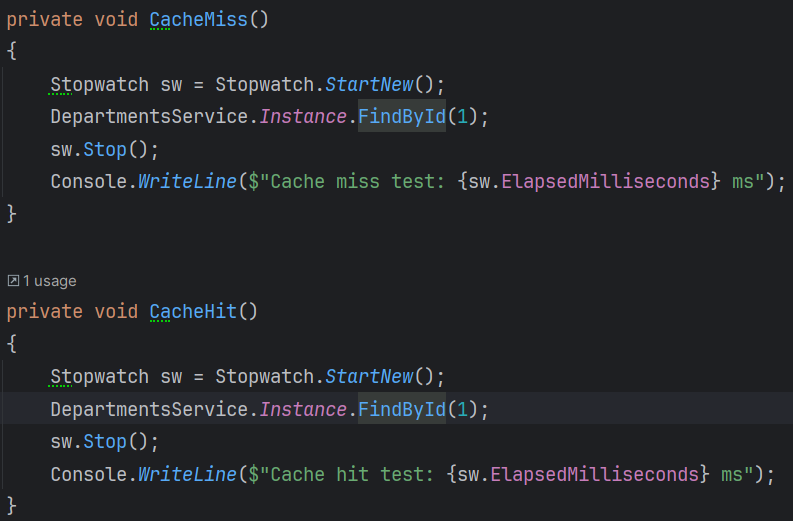 private void CacheMiss()
{
    Stopwatch sw = Stopwatch.StartNew();
    DepartmentsService.Instance.FindById(1);
    sw.Stop();
    Console.WriteLine($"Cache miss test: {sw.ElapsedMilliseconds} ms");
}
1 usage
private void CacheHit()
{
    Stopwatch sw = Stopwatch.StartNew();
    DepartmentsService.Instance.FindById(1);
    sw.Stop();
    Console.WriteLine($"Cache hit test: {sw.ElapsedMilliseconds} ms");
}